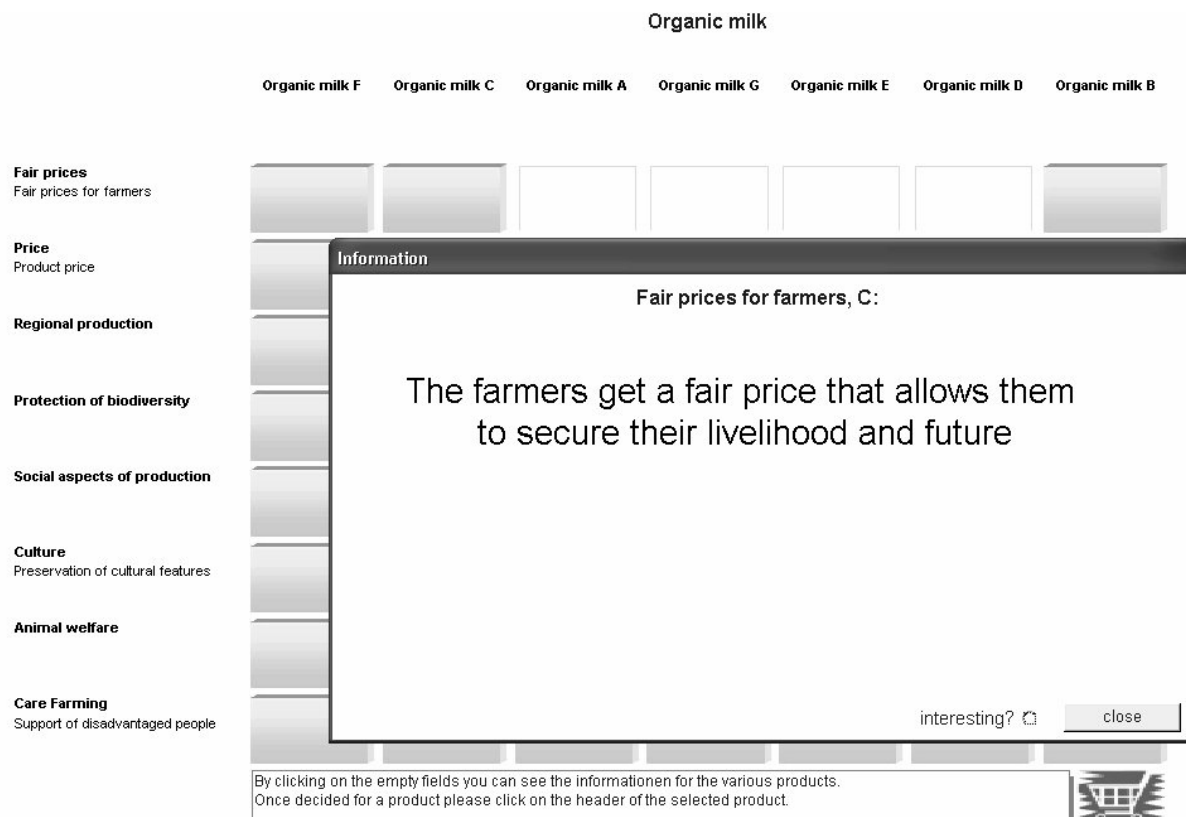 Organic milk
Organic milk F Organic milk C Organic milk A Organic milk G Organic milk E Organic milk D Organic milk B
Fair prices
Fair prices for farmers
Price
Product price
Regional production
Protection of biodiversity
Social aspects of production
Culture
Preservation of cultural features
Animal welfare
Care Farming
Support of disadvantaged people
Information
Fair prices for farmers, C:
The farmers get a fair price that allows them
to secure their livelihood and future
interesting? close
By clicking on the empty fields you can see the informationen for the various products.
Once decided for a product please click on the header of the selected product.